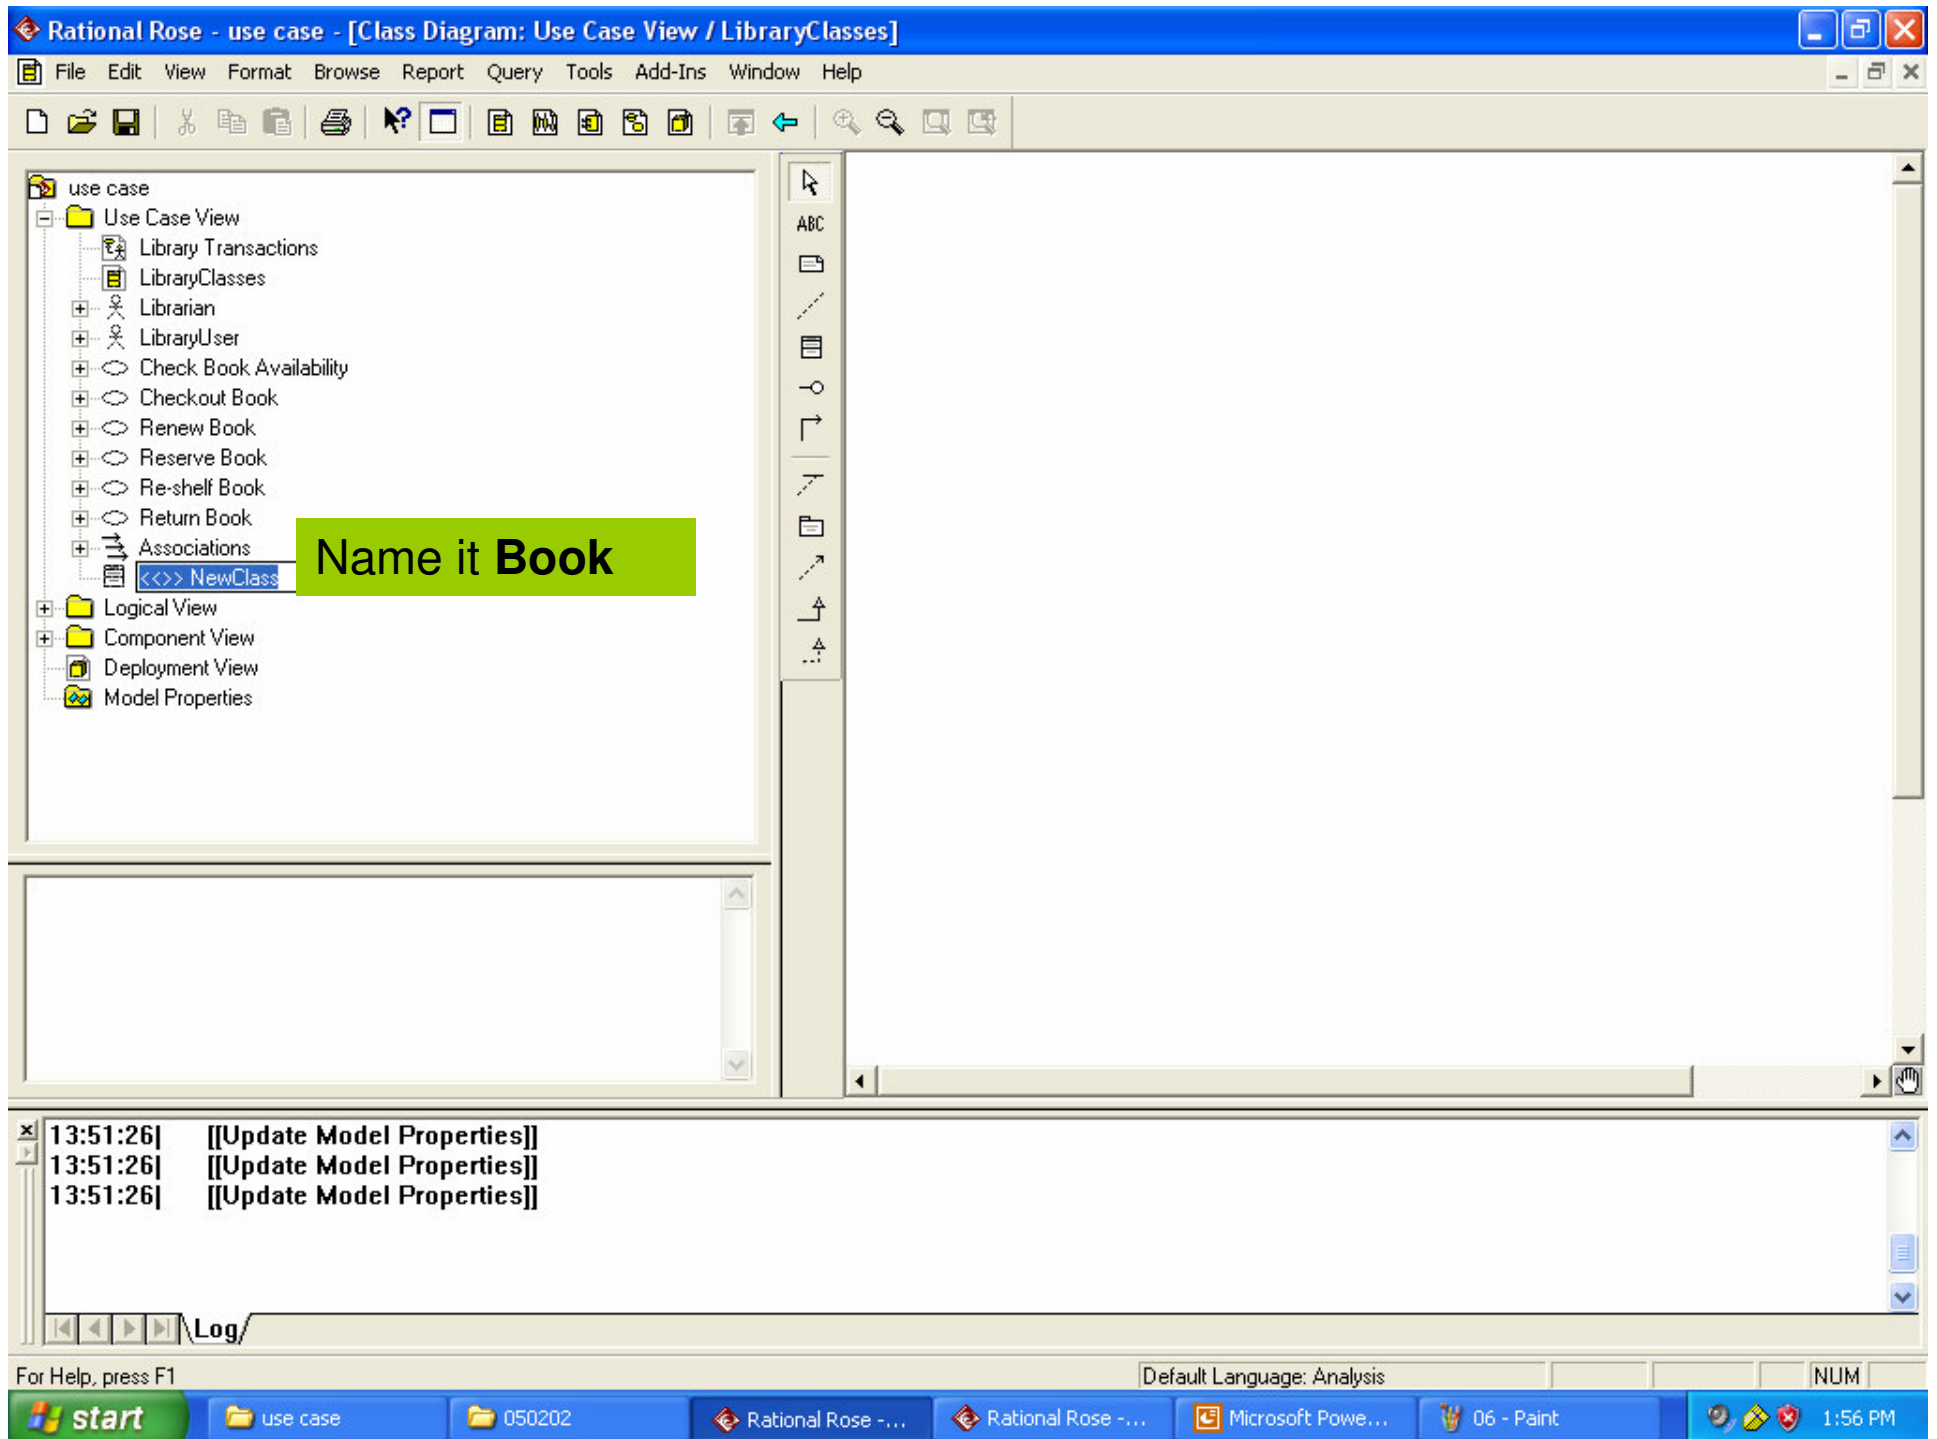 Rational Rose - use case - [Class Diagram: Use Case View / LibraryClasses]
File Edit View Format Browse Report Query Tools Add-Ins Window Help
use case
Use Case View
Library Transactions
LibraryClasses
Librarian
LibraryUser
Check Book Availability
Checkout Book
Renew Book
Reserve Book
Re-shelf Book
Return Book
Associations
<<>> NewClass
Name it Book
Logical View
Component View
Deployment View
Model Properties
ABC
13:51:26| [[Update Model Properties]]
13:51:26| [[Update Model Properties]]
13:51:26| [[Update Model Properties]]
Log
For Help, press F1
Default Language: Analysis
NUM
start
use case
050202
Rational Rose -...
Rational Rose -...
Microsoft Powe...
06 - Paint
1:56 PM